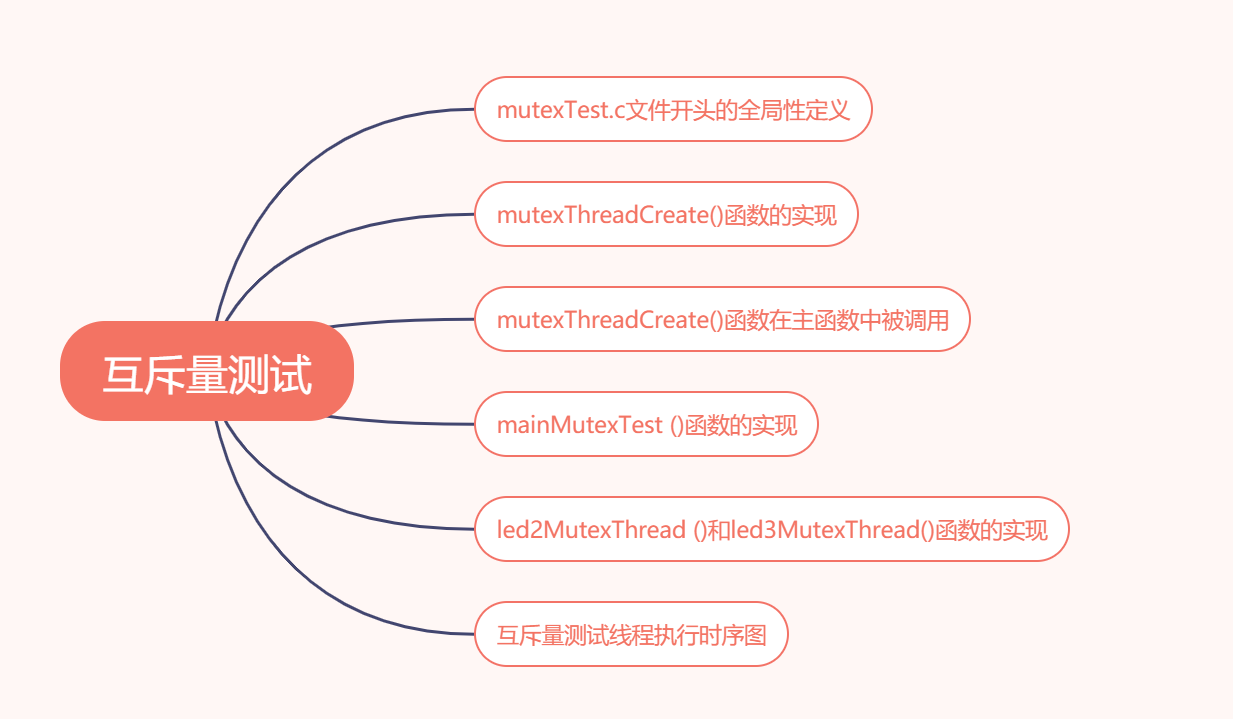 mutexTest.c文件开头的全局性定义
mutexThreadCreate()函数的实现
mutexThreadCreate()函数在主函数中被调用
互斥量测试
mainMutexTest ()函数的实现
led2MutexThread ()和led3MutexThread()函数的实现
互斥量测试线程执行时序图